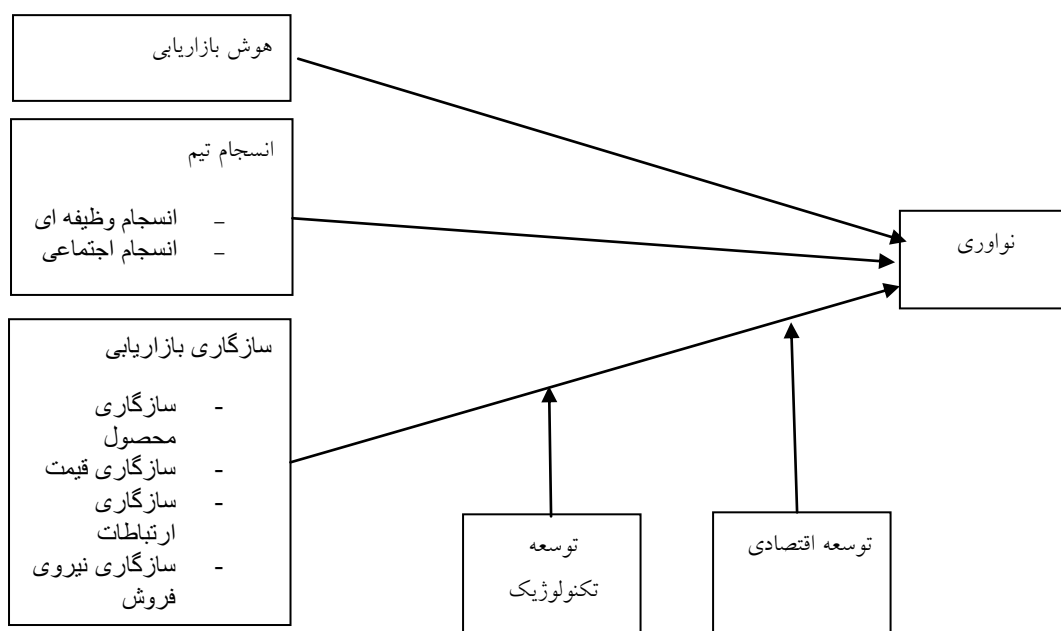 هوش بازاریابی
انسجام تیم
- انسجام وظیفه ای
- انسجام اجتماعی
نواوری
سازگاری بازاریابی
- سازگاری
محصول
- سازگاری قیمت
- سازگاری
ارتباطات
- سازگاری نیروی
فروش
توسعه
تکنولوژیک
توسعه اقتصادی